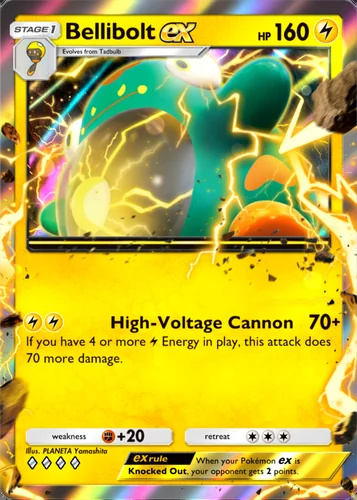 STAGE 1
Bellibolt ex
HP 160
Evolves from Tadbulb
High-Voltage Cannon 70+
If you have 4 or more Energy in play, this attack does
70 more damage.
weakness +20
retreat
Illus. PLANETA Yamashita
ex rule When your Pokémon ex is
Knocked Out, your opponent gets 2 points.